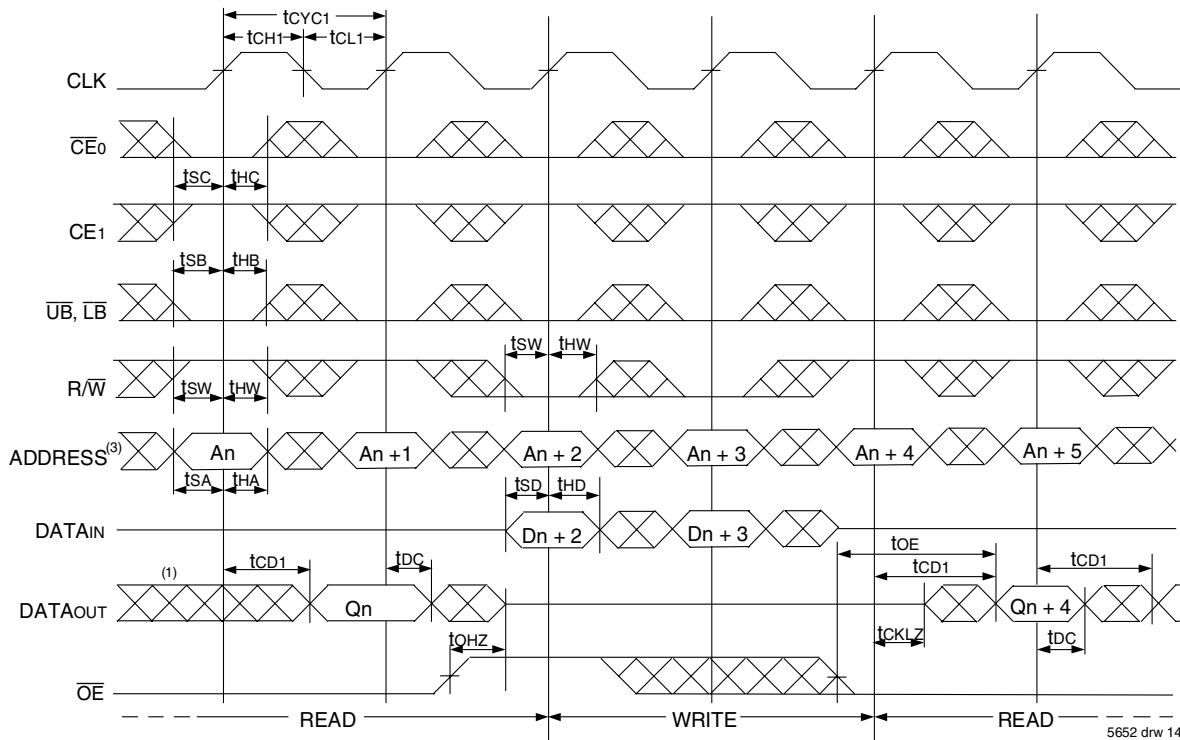 tCYC1
tCH1 tCL1
CLK
CE0
tSC tHC
CE1
tSB tHB
UB, LB
tSW tHW
R/W
tSW tHW
ADDRESS(3) An An +1 An + 2 An + 3 An + 4 An + 5
tSA tHA tSD tHD
DATAIN Dn + 2 Dn + 3
tOE
tCD1 tDC tCD1 tCD1
(1)
DATAOUT Qn Qn + 4
tOHZ tCKLZ tDC
OE
READ WRITE READ
5652 drw 14